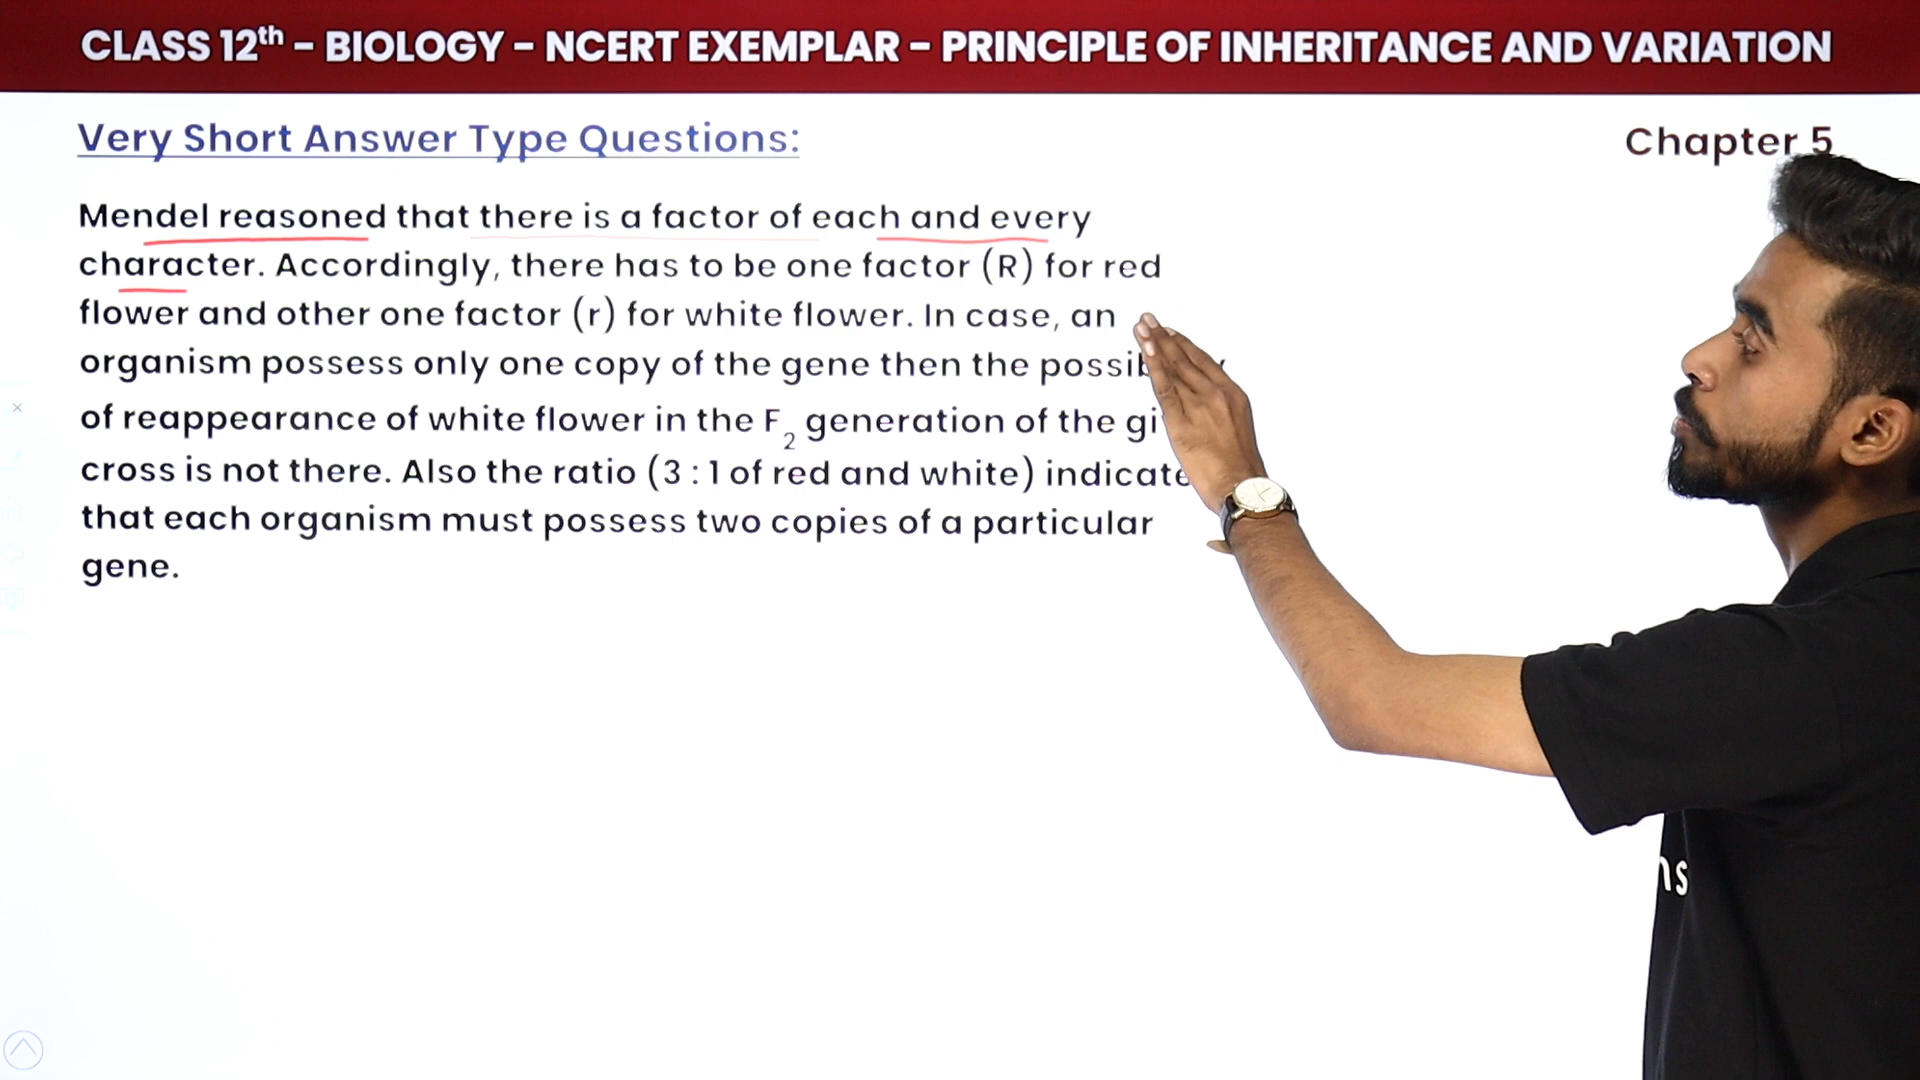 CLASS 12th – BIOLOGY – NCERT EXEMPLAR – PRINCIPLE OF INHERITANCE AND VARIATION
Very Short Answer Type Questions:
Chapter 5
Mendel reasoned that there is a factor of each and every
character. Accordingly, there has to be one factor (R) for red
flower and other one factor (r) for white flower. In case, an
organism possess only one copy of the gene then the
of reappearance of white flower in the F2 generation of the
cross is not there. Also the ratio (3 : 1 of red and white) indicate
that each organism must possess two copies of a particular
gene.